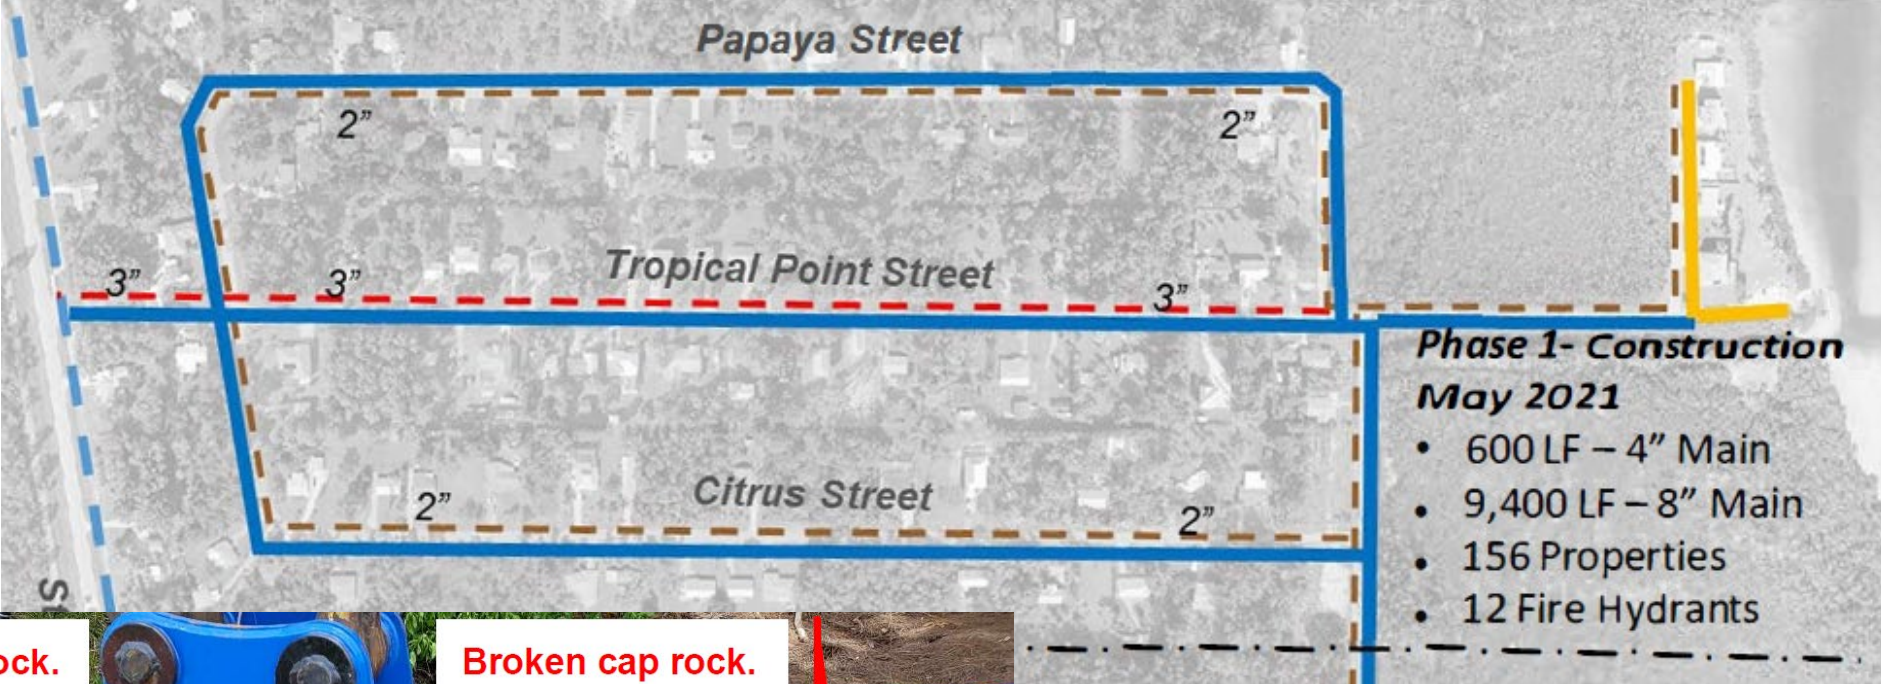 Papaya Street
2”
2”
3”
3”
Tropical Point Street
3”
Phase 1- Construction
May 2021
• 600 LF – 4” Main
• 9,400 LF – 8” Main
• 156 Properties
• 12 Fire Hydrants
2”
Citrus Street
2”
ock.
Broken cap rock.